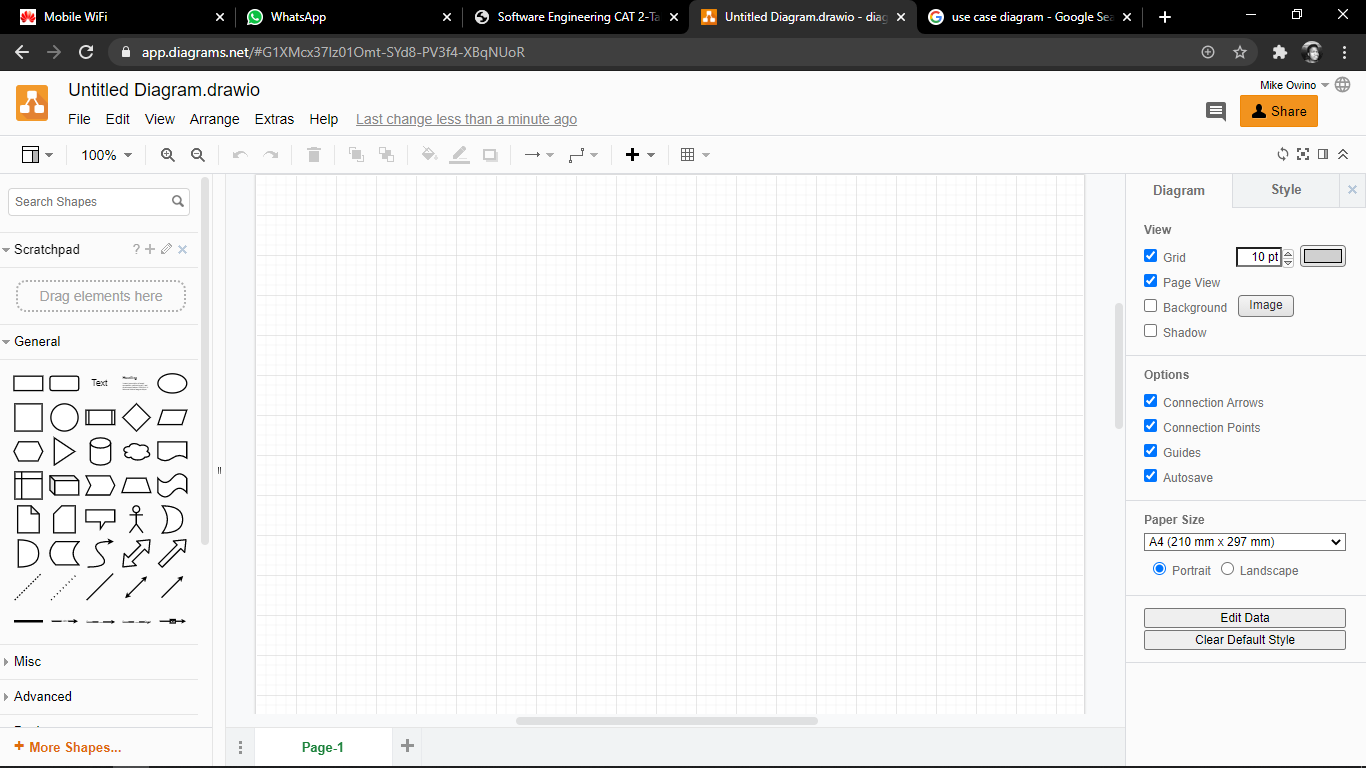 Mobile WiFi
WhatsApp
Software Engineering CAT 2-Ta
Untitled Diagram.drawio - diag
use case diagram - Google Sea
app.diagrams.net/#G1XMcx37lz01Omt-SYd8-PV3f4-XBqNUoR
Untitled Diagram.drawio
Mike Owino
File Edit View Arrange Extras Help Last change less than a minute ago
Share
100%
Search Shapes
Scratchpad
?
Drag elements here
General
Text
Heading
Misc
Advanced
+ More Shapes...
Page-1
Diagram Style
View
Grid 10 pt
Page View
Background Image
Shadow
Options
Connection Arrows
Connection Points
Guides
Autosave
Paper Size
A4 (210 mm x 297 mm)
Portrait Landscape
Edit Data
Clear Default Style